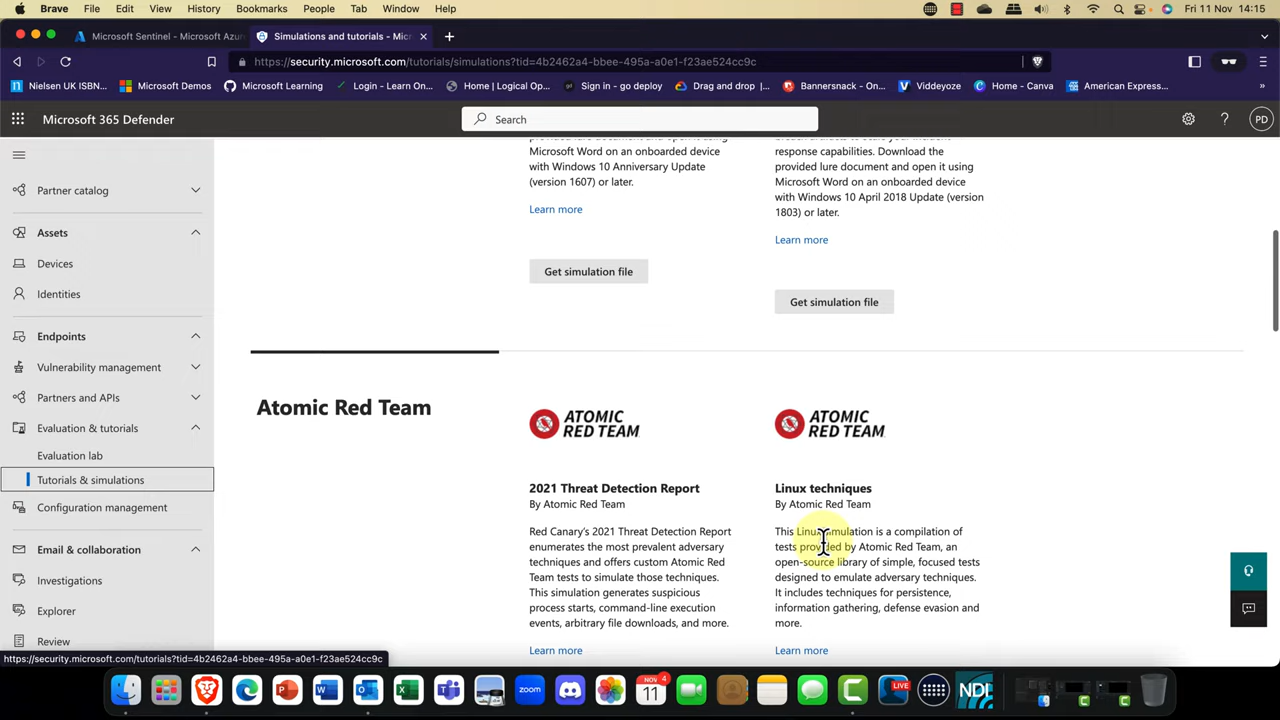 Brave File Edit View History Bookmarks People Tab Window Help Fri 11 Nov 14:15
Microsoft Sentinel - Microsoft Azu
Simulations and tutorials - Micr
https://security.microsoft.com/tutorials/simulations?tid=4b2462a4-bbee-495a-a0e1-f23ae524cc9c
Nielsen UK ISBN... Microsoft Demos Microsoft Learning Login - Learn On... Home | Logical Op... Sign in - go deploy Drag and drop |... Bannersnack - On... Viddeyoze Home - Canva American Express... »
Microsoft 365 Defender
Search
PD
Partner catalog
Assets
Devices
Identities
Endpoints
Vulnerability management
Partners and APIs
Evaluation & tutorials
Evaluation lab
Tutorials & simulations
Configuration management
Email & collaboration
Investigations
Explorer
Review
https://security.microsoft.com/tutorials?tid=4b2462a4-bbee-495a-a0e1-f23ae524cc9c
Microsoft Word on an onboarded device
with Windows 10 Anniversary Update
(version 1607) or later.
Learn more
Get simulation file
response capabilities. Download the
provided lure document and open it using
Microsoft Word on an onboarded device
with Windows 10 April 2018 Update (version
1803) or later.
Learn more
Get simulation file
Atomic Red Team
ATOMIC
RED TEAM
2021 Threat Detection Report
By Atomic Red Team
Red Canary's 2021 Threat Detection Report
enumerates the most prevalent adversary
techniques and offers custom Atomic Red
Team tests to simulate those techniques.
This simulation generates suspicious
process starts, command-line execution
events, arbitrary file downloads, and more.
Learn more
ATOMIC
RED TEAM
Linux techniques
By Atomic Red Team
This Linux simulation is a compilation of
tests provided by Atomic Red Team, an
open-source library of simple, focused tests
designed to emulate adversary techniques.
It includes techniques for persistence,
information gathering, defense evasion and
more.
Learn more
NOV 4
11
zoom
LIVE
NDI